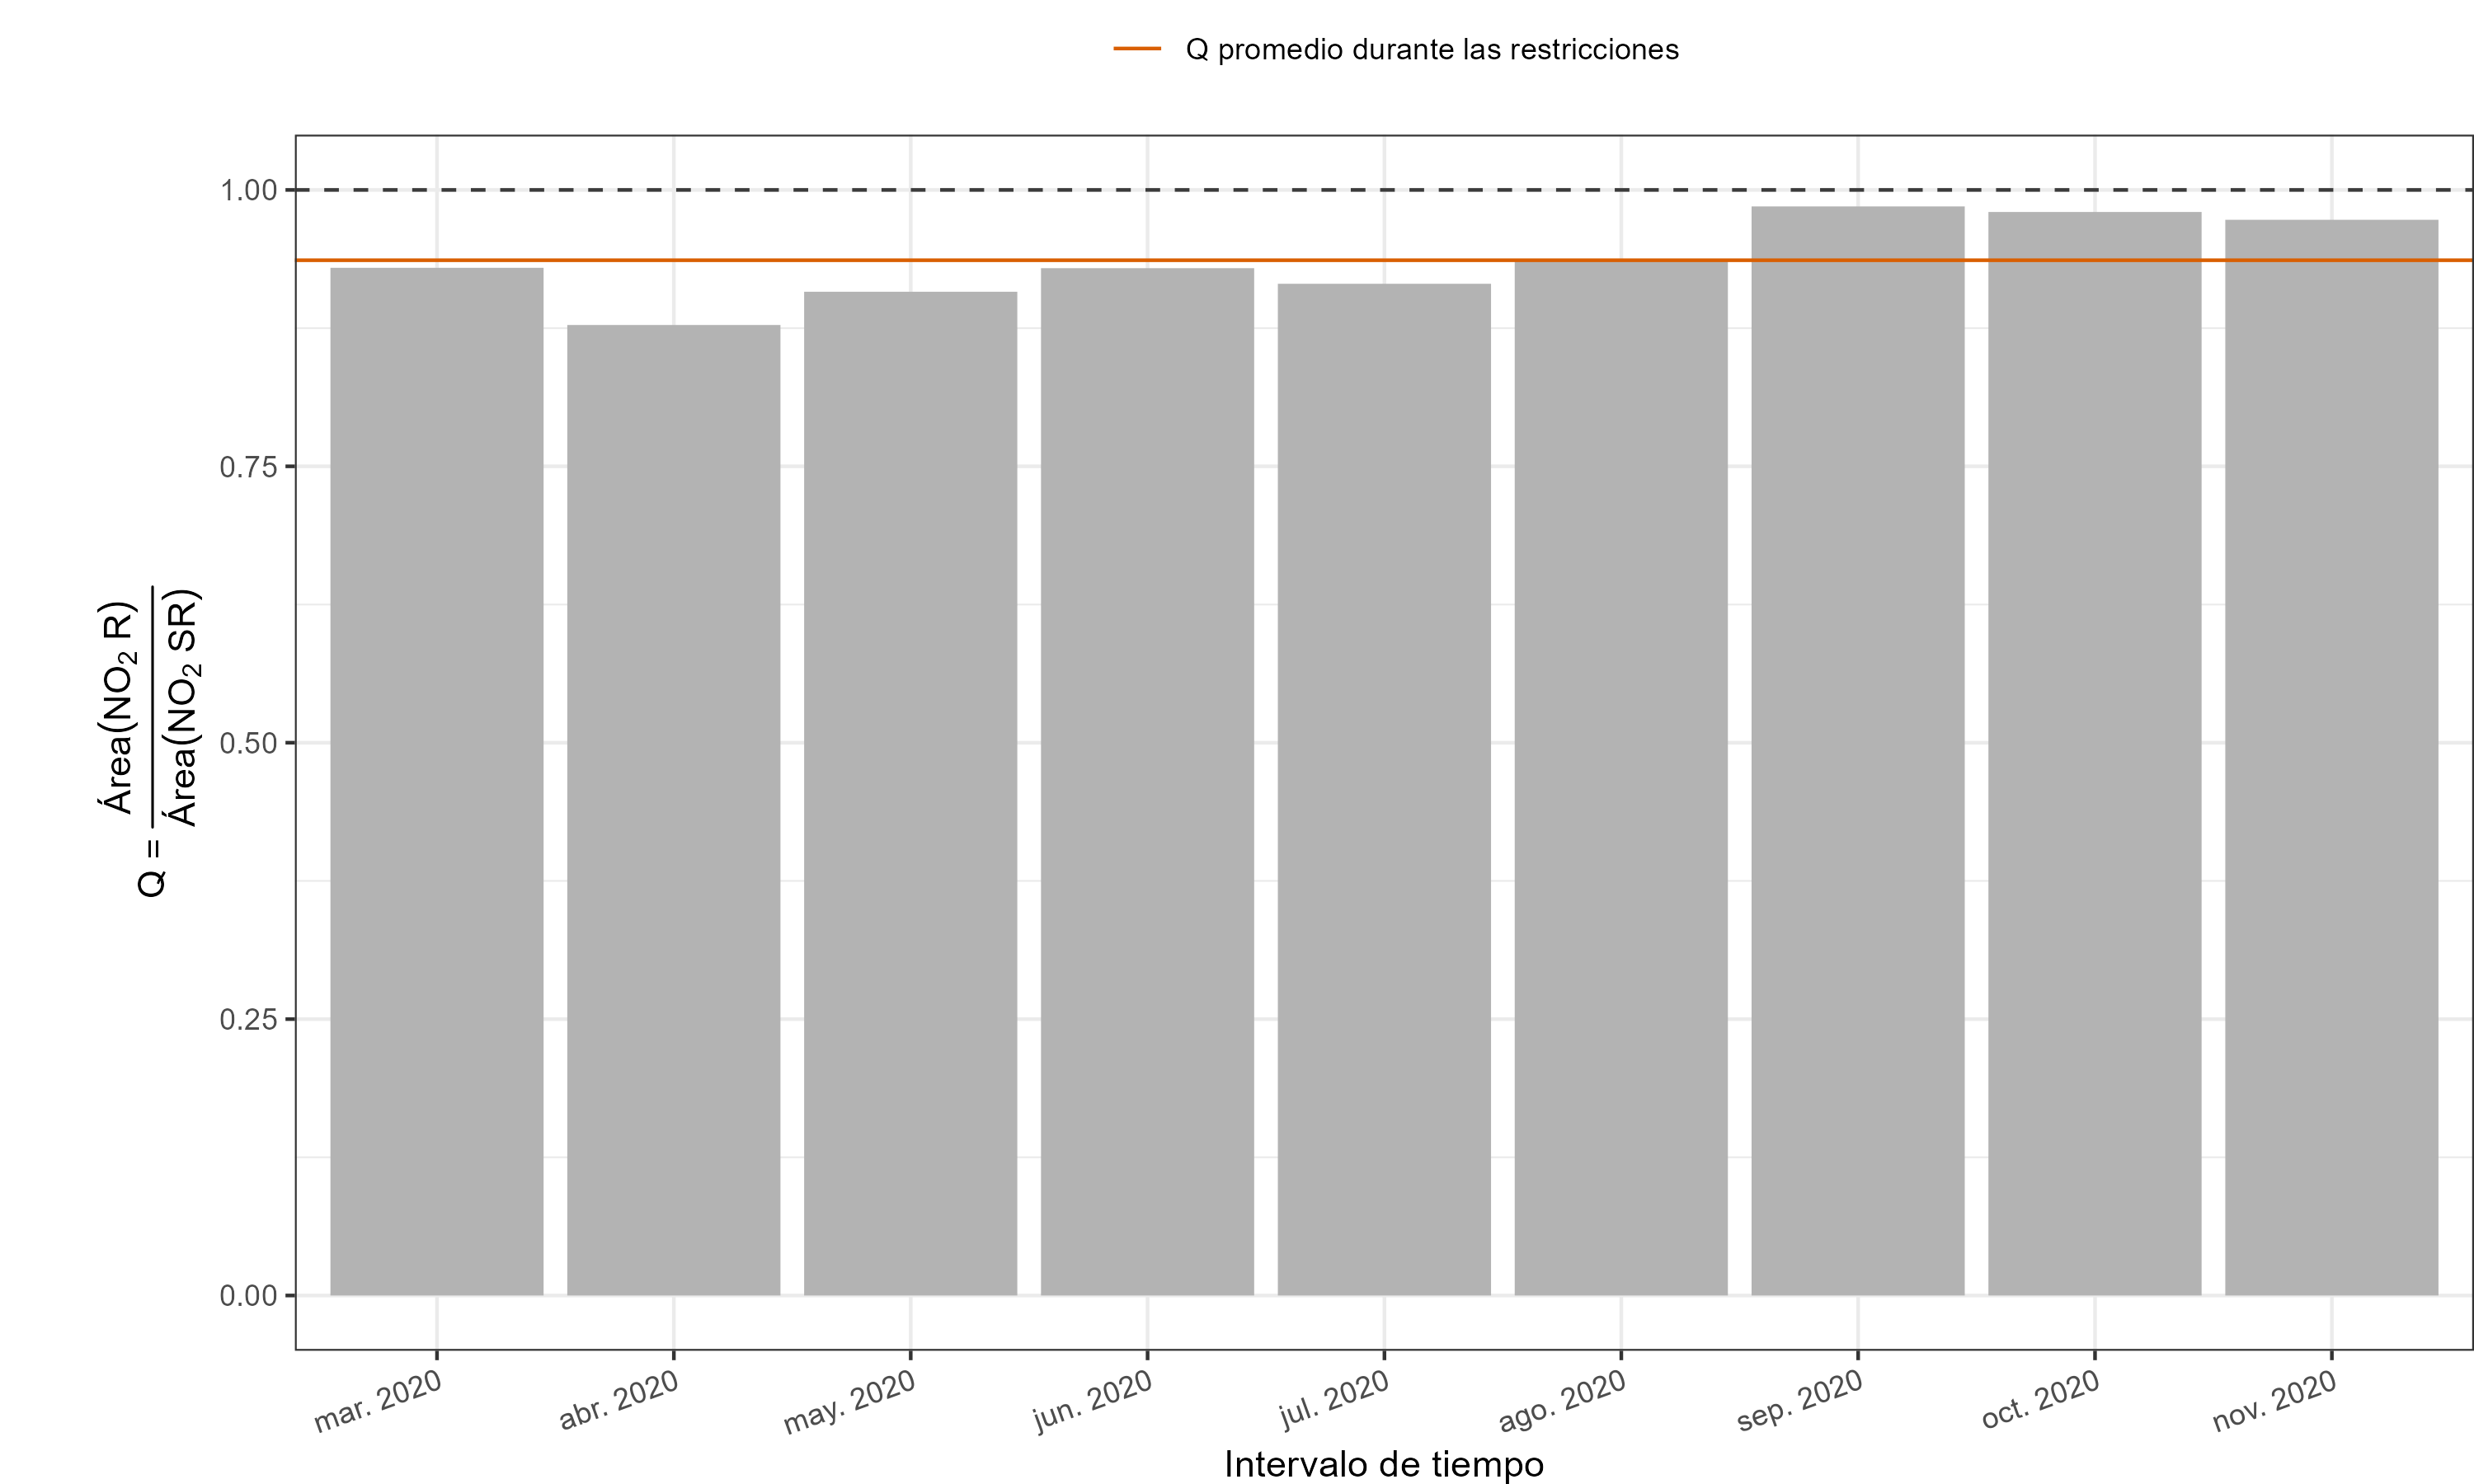 Q promedio durante las restricciones
1.00
0.75
0.50
0.25
0.00
Q = Área(NO₂ R)
Área(NO₂ SR)
mar. 2020
abr. 2020
may. 2020
jun. 2020
jul. 2020
ago. 2020
sep. 2020
oct. 2020
nov. 2020
Intervalo de tiempo